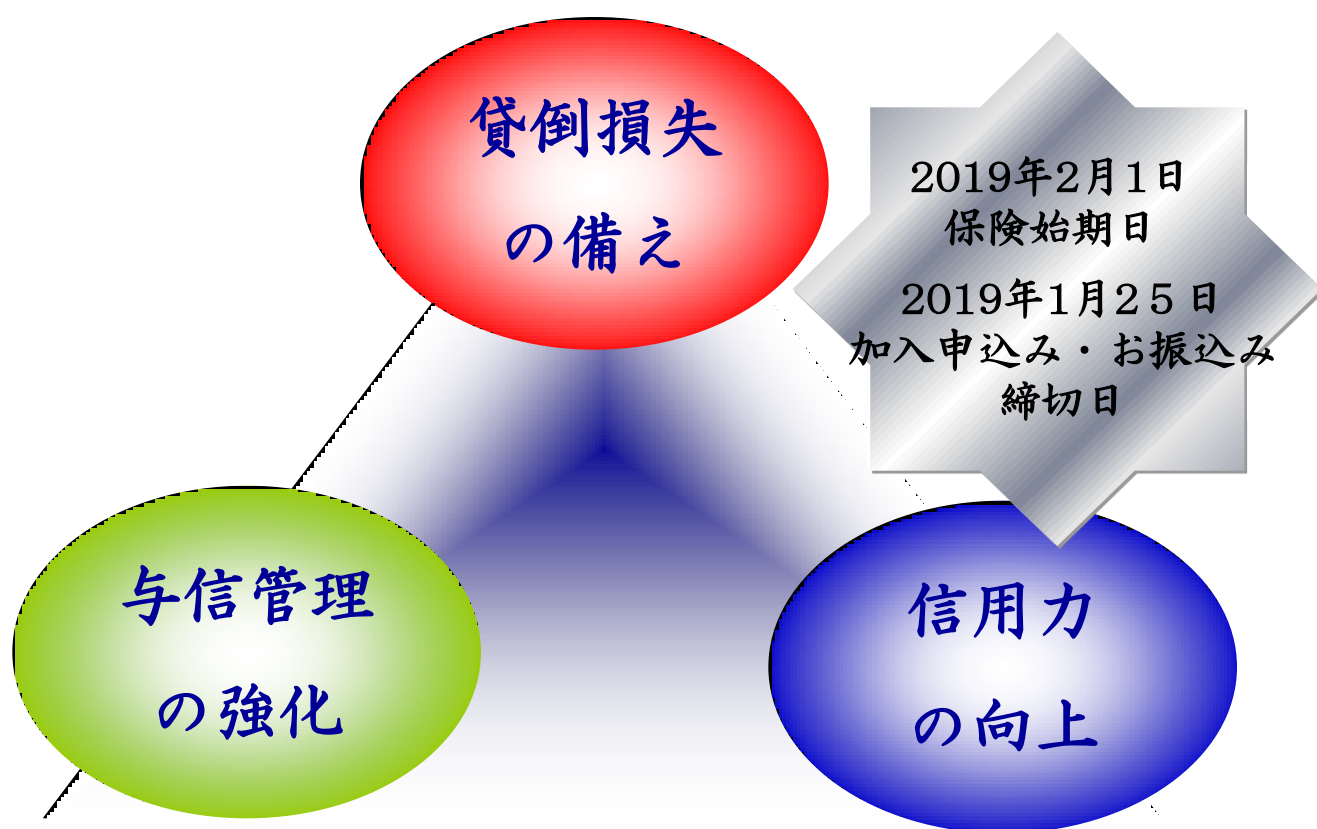 貸倒損失
の備え
2019年2月1日
保険始期日
2019年1月２５日
加入申込み・お振込み
締切日
与信管理
の強化
信用力
の向上